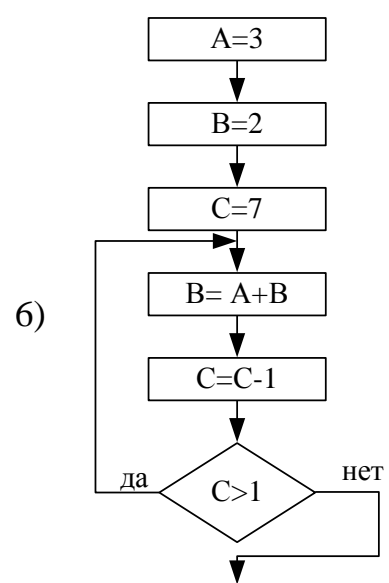 A=3
B=2
C=7
б)
B= A+B
C=C-1
да
C>1
нет